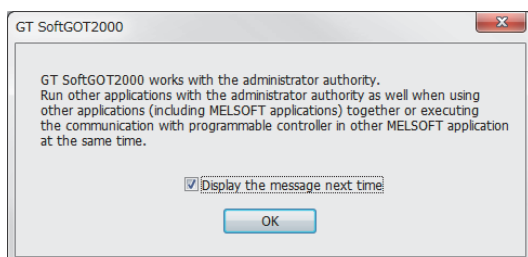 GT SoftGOT2000
GT SoftGOT2000 works with the administrator authority.
Run other applications with the administrator authority as well when using
other applications (including MELSOFT applications) together or executing
the communication with programmable controller in other MELSOFT application
at the same time.
Display the message next time
OK